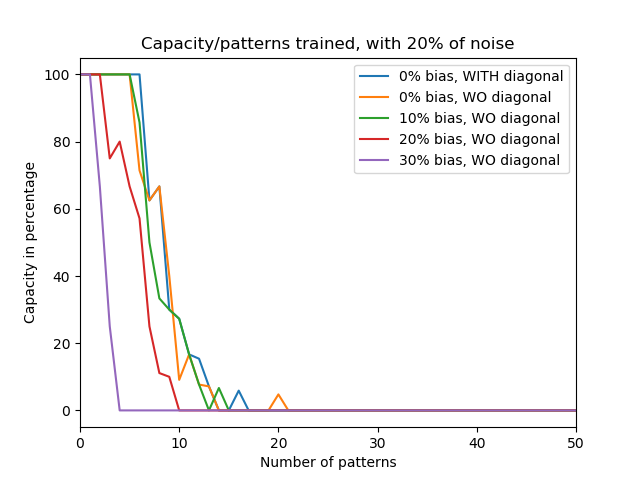 Capacity/patterns trained, with 20% of noise
0% bias, WITH diagonal
0% bias, WO diagonal
10% bias, WO diagonal
20% bias, WO diagonal
30% bias, WO diagonal
Capacity in percentage
100
80
60
40
20
0
0 10 20 30 40 50
Number of patterns